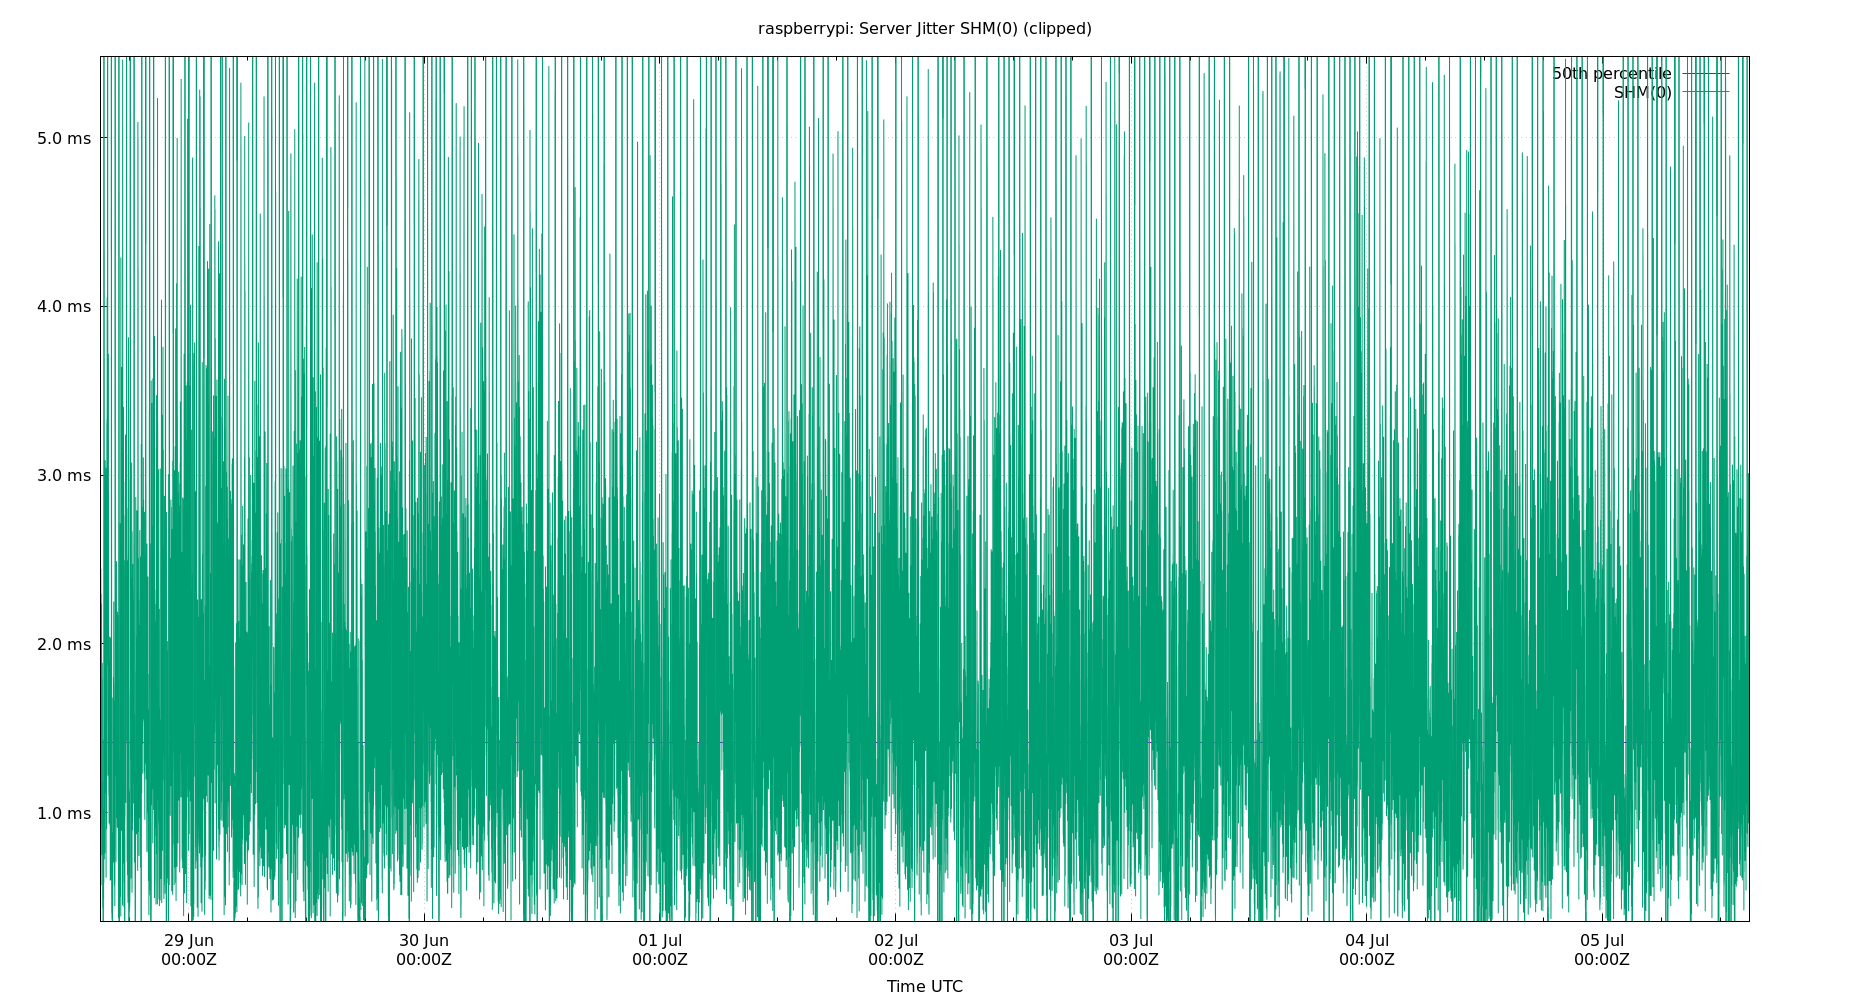 raspberrypi: Server Jitter SHM(0) (clipped)
50th percentile
SHM(0)
5.0 ms
4.0 ms
3.0 ms
2.0 ms
1.0 ms
29 Jun 30 Jun 01 Jul 02 Jul 03 Jul 04 Jul 05 Jul
00:00Z 00:00Z 00:00Z 00:00Z 00:00Z 00:00Z 00:00Z
Time UTC